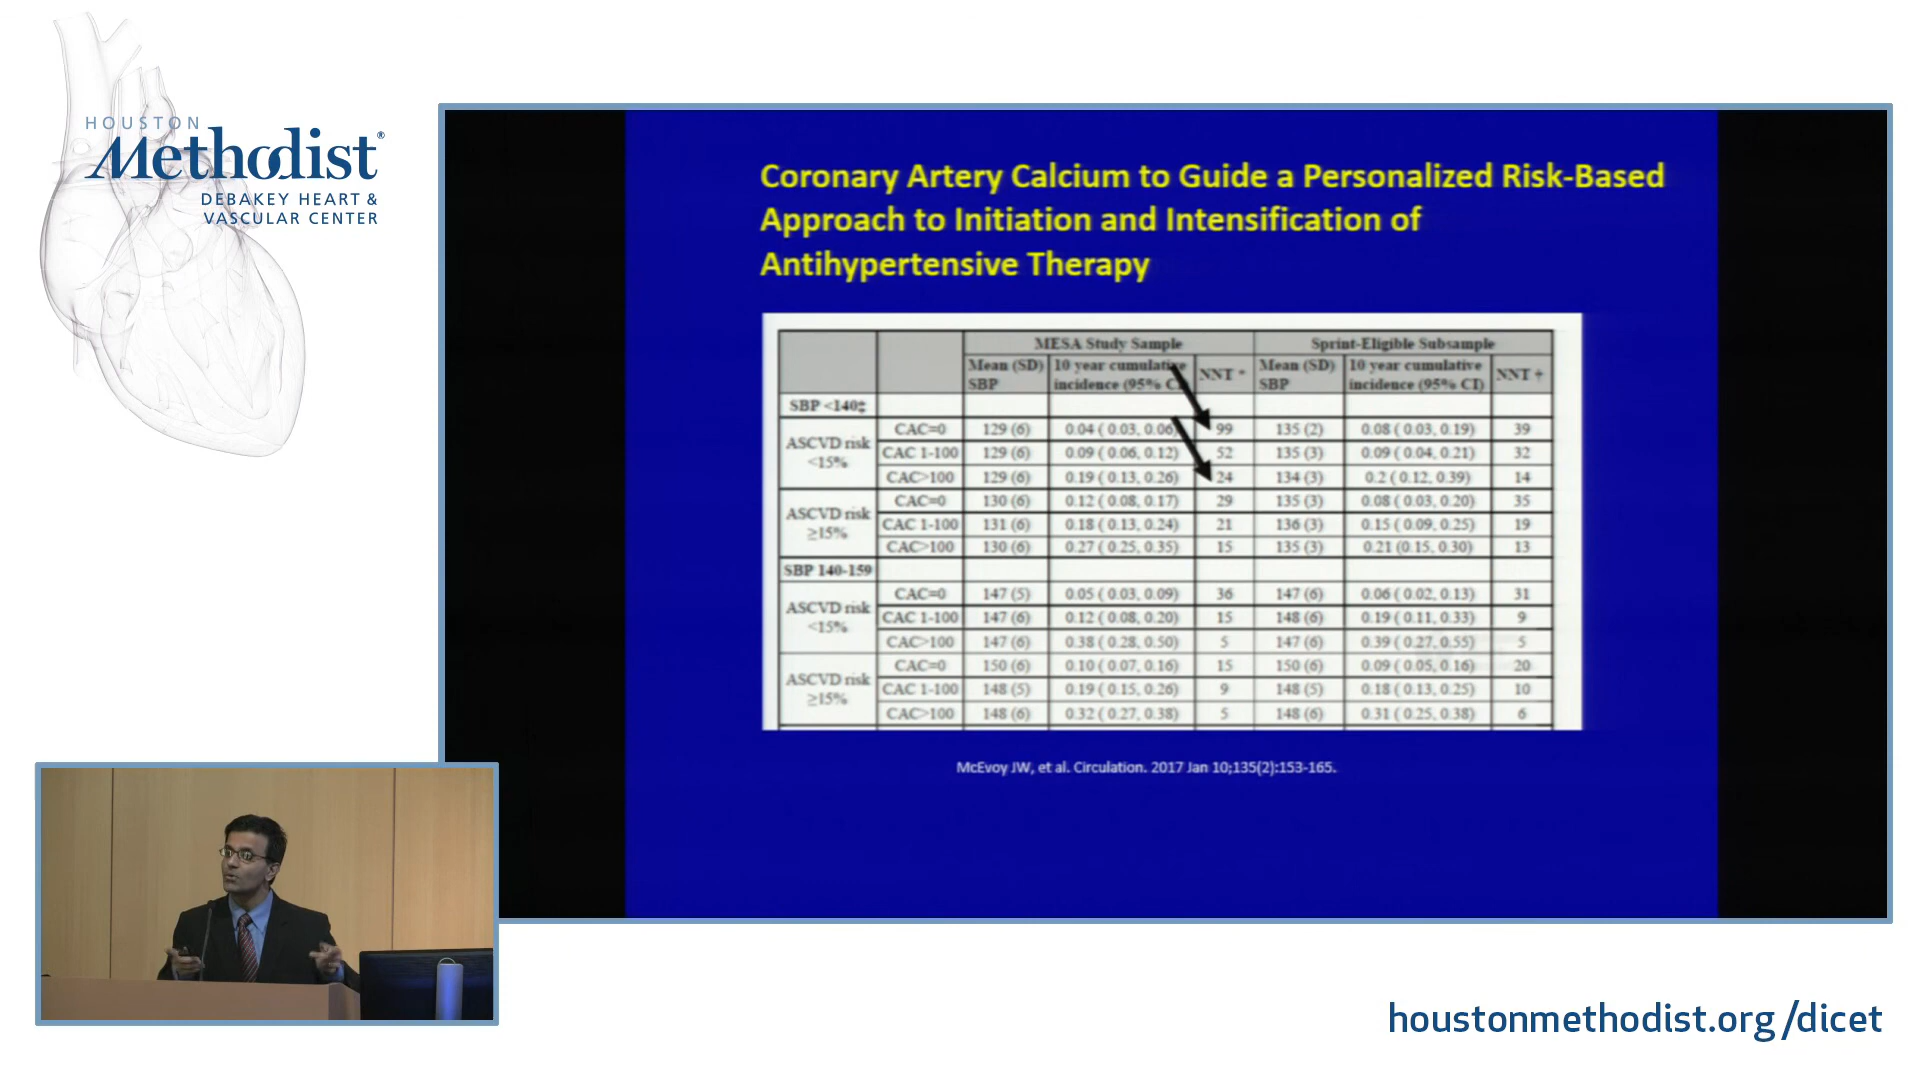 HOUSTON
Methodist®
DEBAKEY HEART &
VASCULAR CENTER
Coronary Artery Calcium to Guide a Personalized Risk-Based
Approach to Initiation and Intensification of
Antihypertensive Therapy
MESA Study Sample Sprint-Eligible Subsample
Mean (SD) SBP 10 year cumulative incidence (95% CI NNT * Mean (SD) SBP 10 year cumulative incidence (95% CI) NNT †
SBP <140‡
ASCVD risk <15% CAC=0 129 (6) 0.04 ( 0.03, 0.06) 99 135 (2) 0.08 ( 0.03, 0.19) 39
CAC 1-100 129 (6) 0.09 ( 0.06, 0.12) 52 135 (3) 0.09 ( 0.04, 0.21) 32
CAC>100 129 (6) 0.19 ( 0.13, 0.26) 24 134 (3) 0.2 ( 0.12, 0.39) 14
ASCVD risk ≥15% CAC=0 130 (6) 0.12 ( 0.08, 0.17) 29 135 (3) 0.08 ( 0.03, 0.20) 35
CAC 1-100 131 (6) 0.18 ( 0.13, 0.24) 21 136 (3) 0.15 ( 0.09, 0.25) 19
CAC>100 130 (6) 0.27 ( 0.25, 0.35) 15 135 (3) 0.21 (0.15, 0.30) 13
SBP 140-159
ASCVD risk <15% CAC=0 147 (5) 0.05 ( 0.03, 0.09) 36 147 (6) 0.06 ( 0.02, 0.13) 31
CAC 1-100 147 (6) 0.12 ( 0.08, 0.20) 15 148 (6) 0.19 ( 0.11, 0.33) 9
CAC>100 147 (6) 0.38 ( 0.28, 0.50) 5 147 (6) 0.39 ( 0.27, 0.55) 5
ASCVD risk ≥15% CAC=0 150 (6) 0.10 ( 0.07, 0.16) 15 150 (6) 0.09 ( 0.05, 0.16) 20
CAC 1-100 148 (5) 0.19 ( 0.15, 0.26) 9 148 (5) 0.18 ( 0.13, 0.25) 10
CAC>100 148 (6) 0.32 ( 0.27, 0.38) 5 148 (6) 0.31 ( 0.25, 0.38) 6
McEvoy JW, et al. Circulation. 2017 Jan 10;135(2):153-165.
houstonmethodist.org/dicet